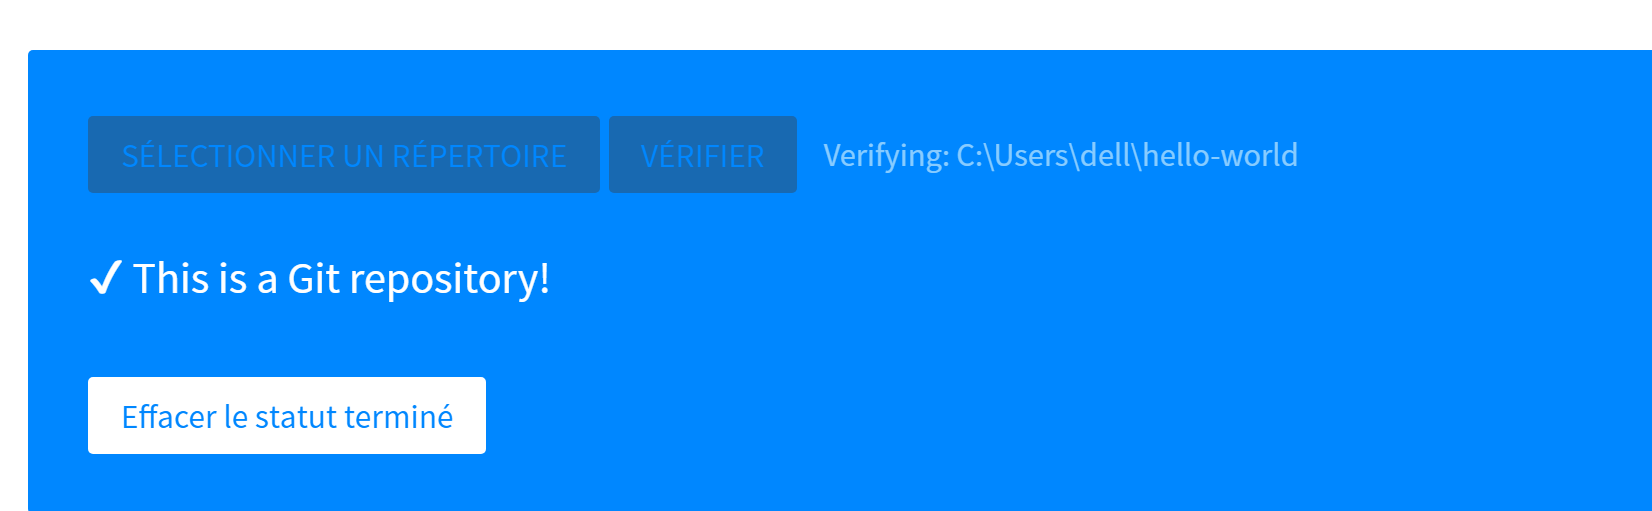 SÉLECTIONNER UN RÉPERTOIRE VÉRIFIER Verifying: C:\Users\dell\hello-world
✓ This is a Git repository!
Effacer le statut terminé